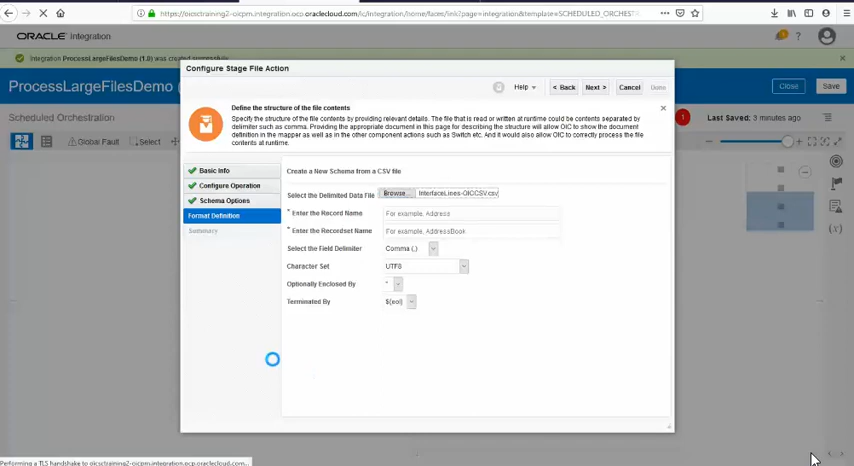 https://oicsctraining2-oicpm.integration.ocp.oraclecloud.com/ic/integration/home/faces/link?page=integration&template=SCHEDULED_ORCHES
ORACLE Integration
Integration ProcessLargeFilesDemo (1.0) was created successfully.
ProcessLargeFilesDemo (
Close
Save
Scheduled Orchestration
Last Saved: 3 minutes ago
Global Fault
Select
Configure Stage File Action
Help
< Back
Next >
Cancel
Done
Define the structure of the file contents
Specify the structure of the file contents by providing relevant details. The file that is read or written at runtime could be contents separated by
delimiter such as comma. Providing the appropriate document in this page for describing the structure will allow OIC to show the document
definition in the mapper as well as in the other component actions such as Switch etc. And it would also allow OIC to correctly process the file
contents at runtime.
Basic Info
Configure Operation
Schema Options
Format Definition
Summary
Create a New Schema from a CSV file
Select the Delimited Data File
Browse...
InterfaceLines-OICCSV.csv
* Enter the Record Name
For example, Address
* Enter the Recordset Name
For example, AddressBook
Select the Field Delimiter
Comma (,)
Character Set
UTF8
Optionally Enclosed By
"
Terminated By
${eol}
1
(x)
Performing a TLS handshake to oicsctraining2-oicpm.integration.ocp.oraclecloud.com...